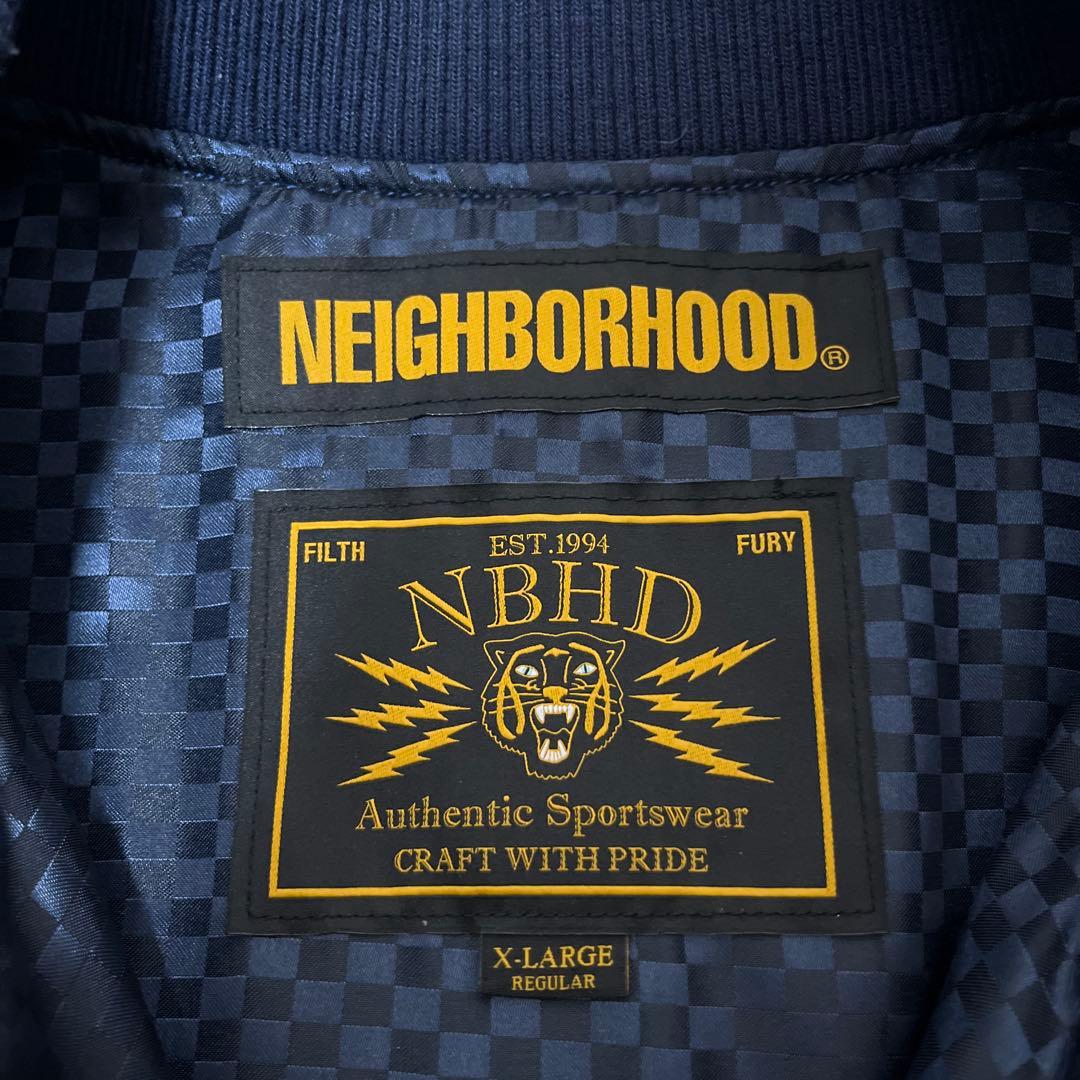 NEIGHBORHOOD®
FILTH
EST.1994
FURY
NBHD
Authentic Sportswear
CRAFT WITH PRIDE
X-LARGE
REGULAR